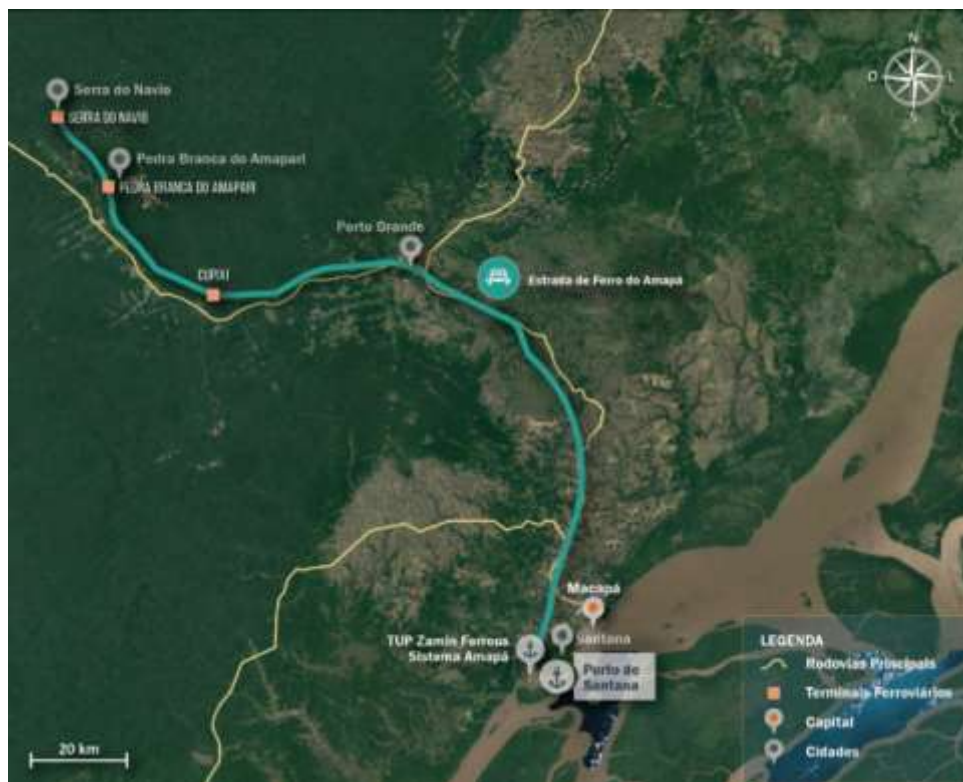 N
O
L
S
Serra do Navio
SERRA DO NAVIO
Pedra Branca do Amapari
PEDRA BRANCA DO AMAPARI
Porto Grande
CUPIXI
Estrada de Ferro do Amapá
Macapá
Santana
TUP Zamin Ferrous
Sistema Amapá
Porto de
Santana
LEGENDA
Rodovias Principais
Terminais Ferroviários
Capital
Cidades
20 km